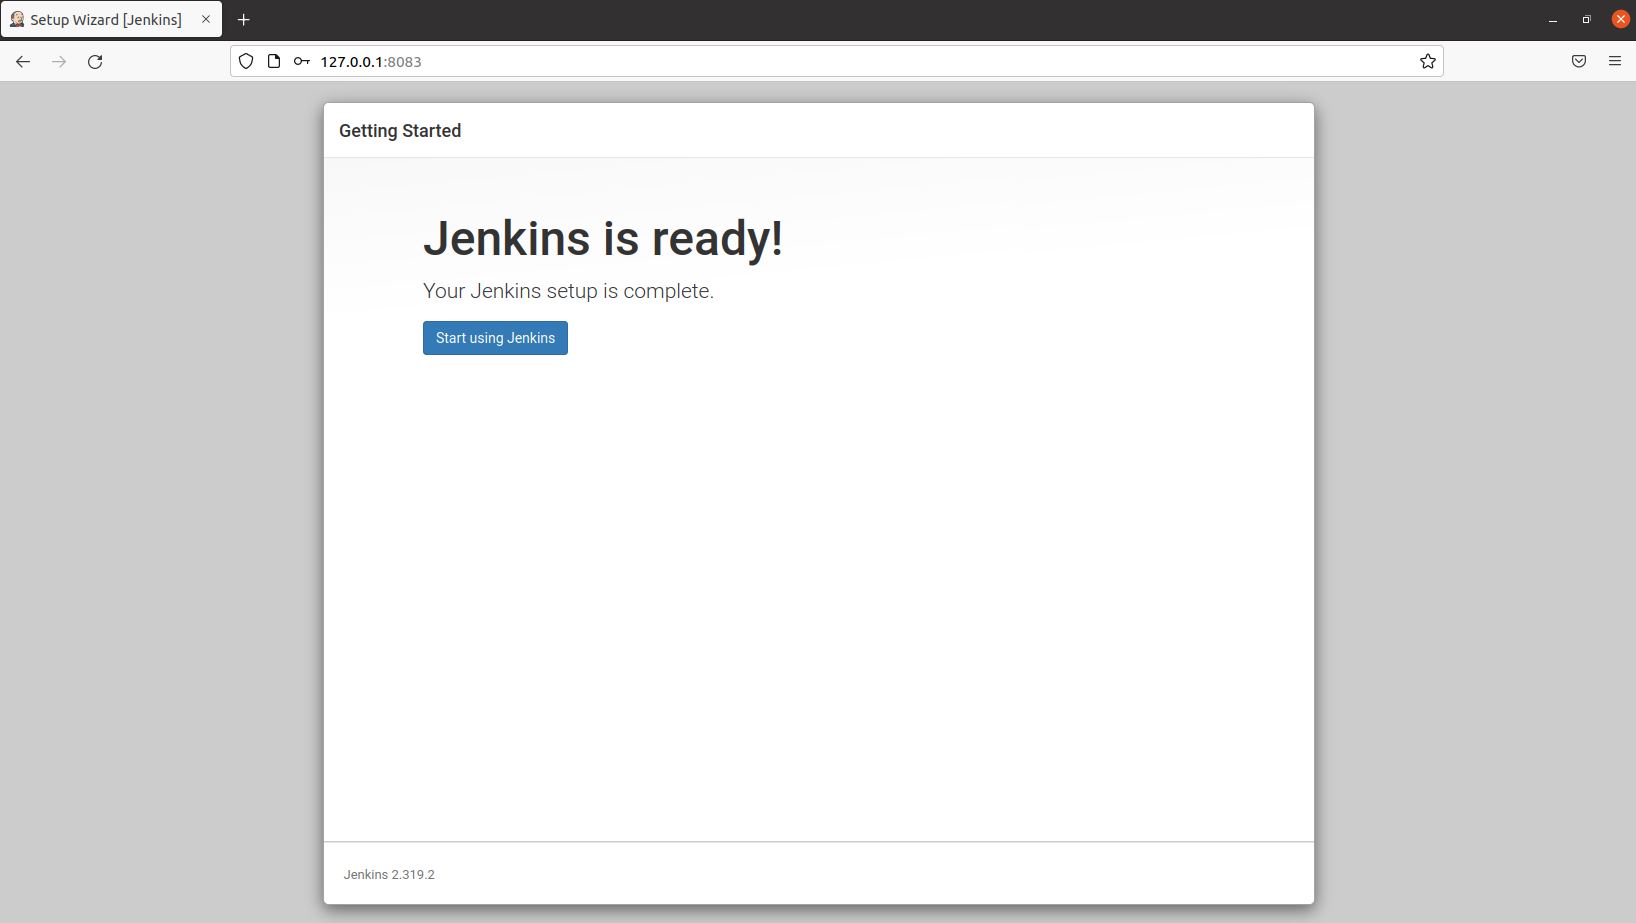 Setup Wizard [Jenkins]
127.0.0.1:8083
Getting Started
Jenkins is ready!
Your Jenkins setup is complete.
Start using Jenkins
Jenkins 2.319.2